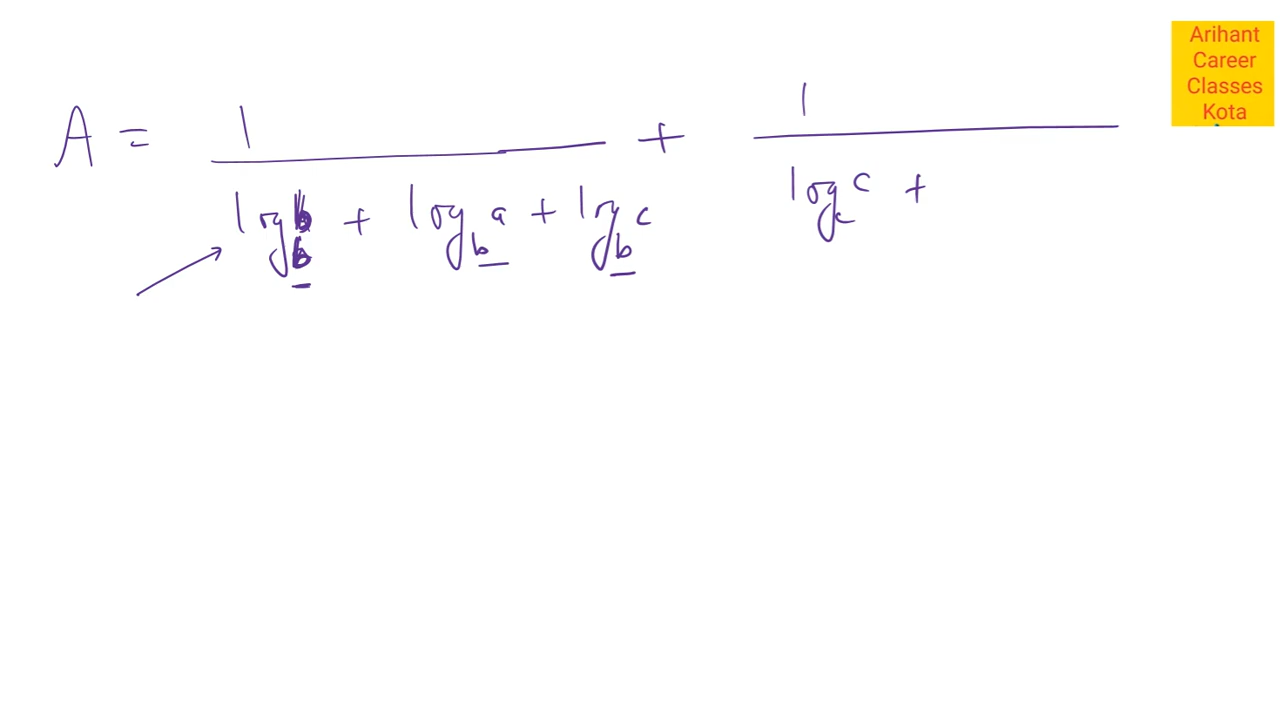 A = 1 / (log_b b + log_b a + log_b c) + 1 / (log_c c +
Arihant
Career
Classes
Kota